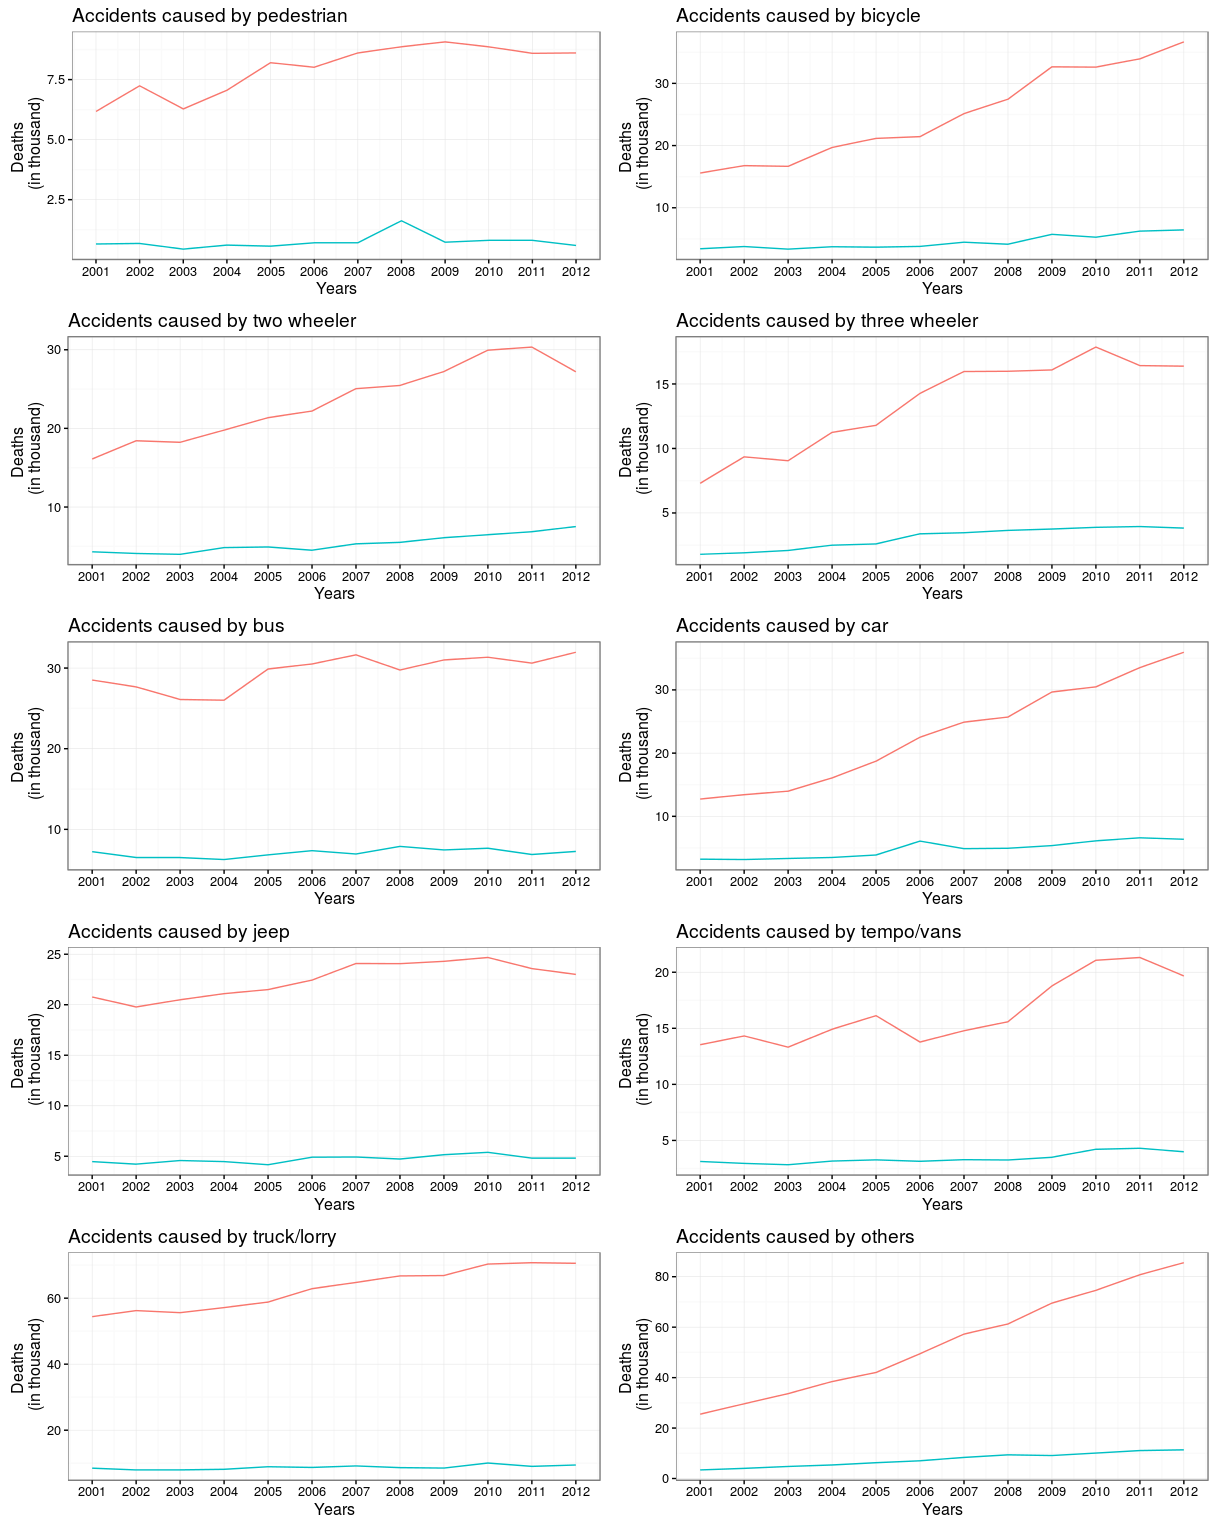 Accidents caused by pedestrian
Deaths
(in thousand)
7.5
5.0
2.5
2001 2002 2003 2004 2005 2006 2007 2008 2009 2010 2011 2012
Years
Accidents caused by bicycle
Deaths
(in thousand)
30
20
10
2001 2002 2003 2004 2005 2006 2007 2008 2009 2010 2011 2012
Years
Accidents caused by two wheeler
Deaths
(in thousand)
30
20
10
2001 2002 2003 2004 2005 2006 2007 2008 2009 2010 2011 2012
Years
Accidents caused by three wheeler
Deaths
(in thousand)
15
10
5
2001 2002 2003 2004 2005 2006 2007 2008 2009 2010 2011 2012
Years
Accidents caused by bus
Deaths
(in thousand)
30
20
10
2001 2002 2003 2004 2005 2006 2007 2008 2009 2010 2011 2012
Years
Accidents caused by car
Deaths
(in thousand)
30
20
10
2001 2002 2003 2004 2005 2006 2007 2008 2009 2010 2011 2012
Years
Accidents caused by jeep
Deaths
(in thousand)
25
20
15
10
5
2001 2002 2003 2004 2005 2006 2007 2008 2009 2010 2011 2012
Years
Accidents caused by tempo/vans
Deaths
(in thousand)
20
15
10
5
2001 2002 2003 2004 2005 2006 2007 2008 2009 2010 2011 2012
Years
Accidents caused by truck/lorry
Deaths
(in thousand)
60
40
20
2001 2002 2003 2004 2005 2006 2007 2008 2009 2010 2011 2012
Years
Accidents caused by others
Deaths
(in thousand)
80
60
40
20
0
2001 2002 2003 2004 2005 2006 2007 2008 2009 2010 2011 2012
Years